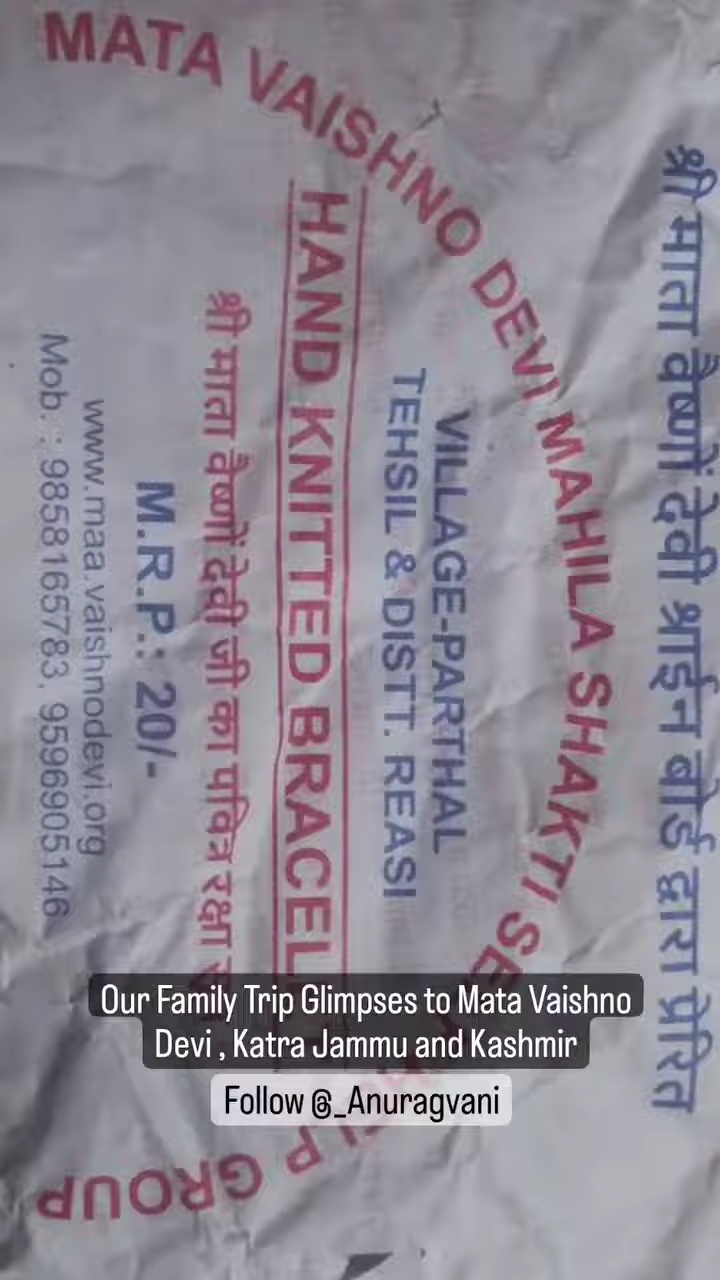 श्री माता वैष्णों देवी श्राईन बोर्ड द्वारा प्रेरित
MATA VAISHNO DEVI MAHILA SHAKTI SELF HELP GROUP
VILLAGE-PARTHAL
TEHSIL & DISTT. REASI
HAND KNITTED BRACEL
श्री माता वैष्णों देवी जी का पवित्र रक्षा
M.R.P.: 20/-
www.maa.vaishnodevi.org
Mob. : 9858165783, 9596905146
Our Family Trip Glimpses to Mata Vaishno
Devi , Katra Jammu and Kashmir
Follow @_Anuragvani